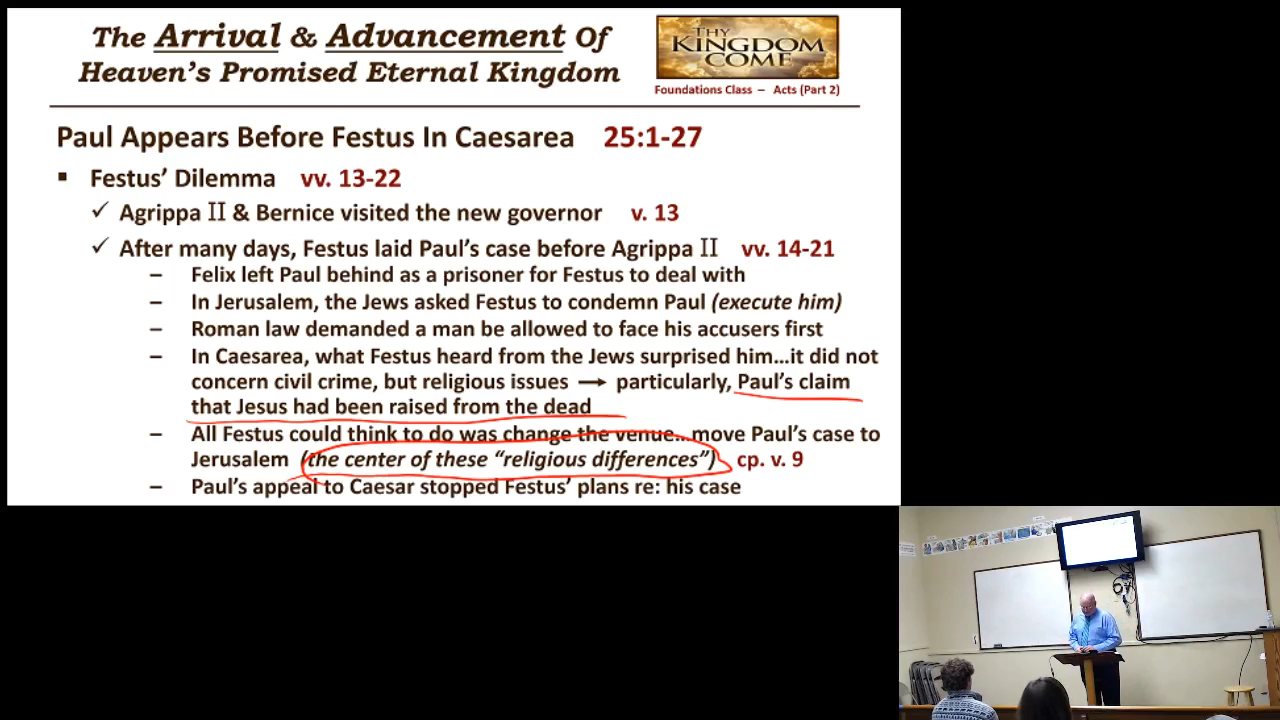 The Arrival & Advancement Of
Heaven's Promised Eternal Kingdom
THY
KINGDOM
COME
Foundations Class – Acts (Part 2)
Paul Appears Before Festus In Caesarea 25:1-27
▪ Festus' Dilemma vv. 13-22
✓ Agrippa II & Bernice visited the new governor v. 13
✓ After many days, Festus laid Paul's case before Agrippa II vv. 14-21
– Felix left Paul behind as a prisoner for Festus to deal with
– In Jerusalem, the Jews asked Festus to condemn Paul (execute him)
– Roman law demanded a man be allowed to face his accusers first
– In Caesarea, what Festus heard from the Jews surprised him…it did not
concern civil crime, but religious issues → particularly, Paul's claim
that Jesus had been raised from the dead
– All Festus could think to do was change the venue…move Paul's case to
Jerusalem (the center of these "religious differences") cp. v. 9
– Paul's appeal to Caesar stopped Festus' plans re: his case